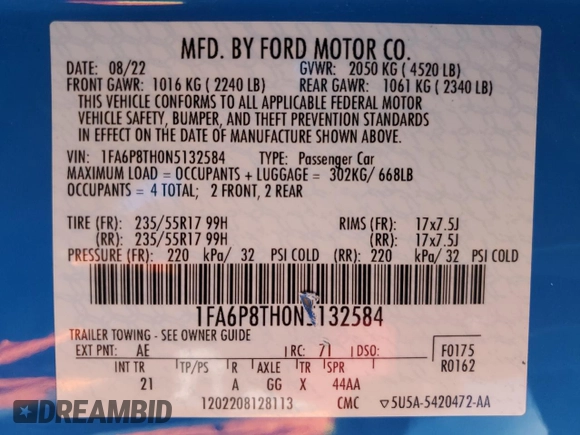 MFD. BY FORD MOTOR CO.
DATE: 08/22 GVWR: 2050 KG ( 4520 LB)
FRONT GAWR: 1016 KG ( 2240 LB) REAR GAWR: 1061 KG ( 2340 LB)
THIS VEHICLE CONFORMS TO ALL APPLICABLE FEDERAL MOTOR
VEHICLE SAFETY, BUMPER, AND THEFT PREVENTION STANDARDS
IN EFFECT ON THE DATE OF MANUFACTURE SHOWN ABOVE.
VIN: 1FA6P8TH0N5132584 TYPE: Passenger Car
MAXIMUM LOAD = OCCUPANTS + LUGGAGE = 302KG/ 668LB
OCCUPANTS = 4 TOTAL; 2 FRONT, 2 REAR
TIRE (FR): 235/55R17 99H RIMS (FR): 17x7.5J
(RR): 235/55R17 99H (RR): 17x7.5J
PRESSURE (FR): 220 kPa/ 32 PSI COLD (RR): 220 kPa/ 32 PSI COLD
1FA6P8TH0N5132584
TRAILER TOWING - SEE OWNER GUIDE
EXT PNT: AE RC: 71 DSO: F0175
INT TR TP/PS R AXLE TR SPR R0162
21 A GG X 44AA
1202208128113 CMC ▽5U5A-5420472-AA
DREAMBID